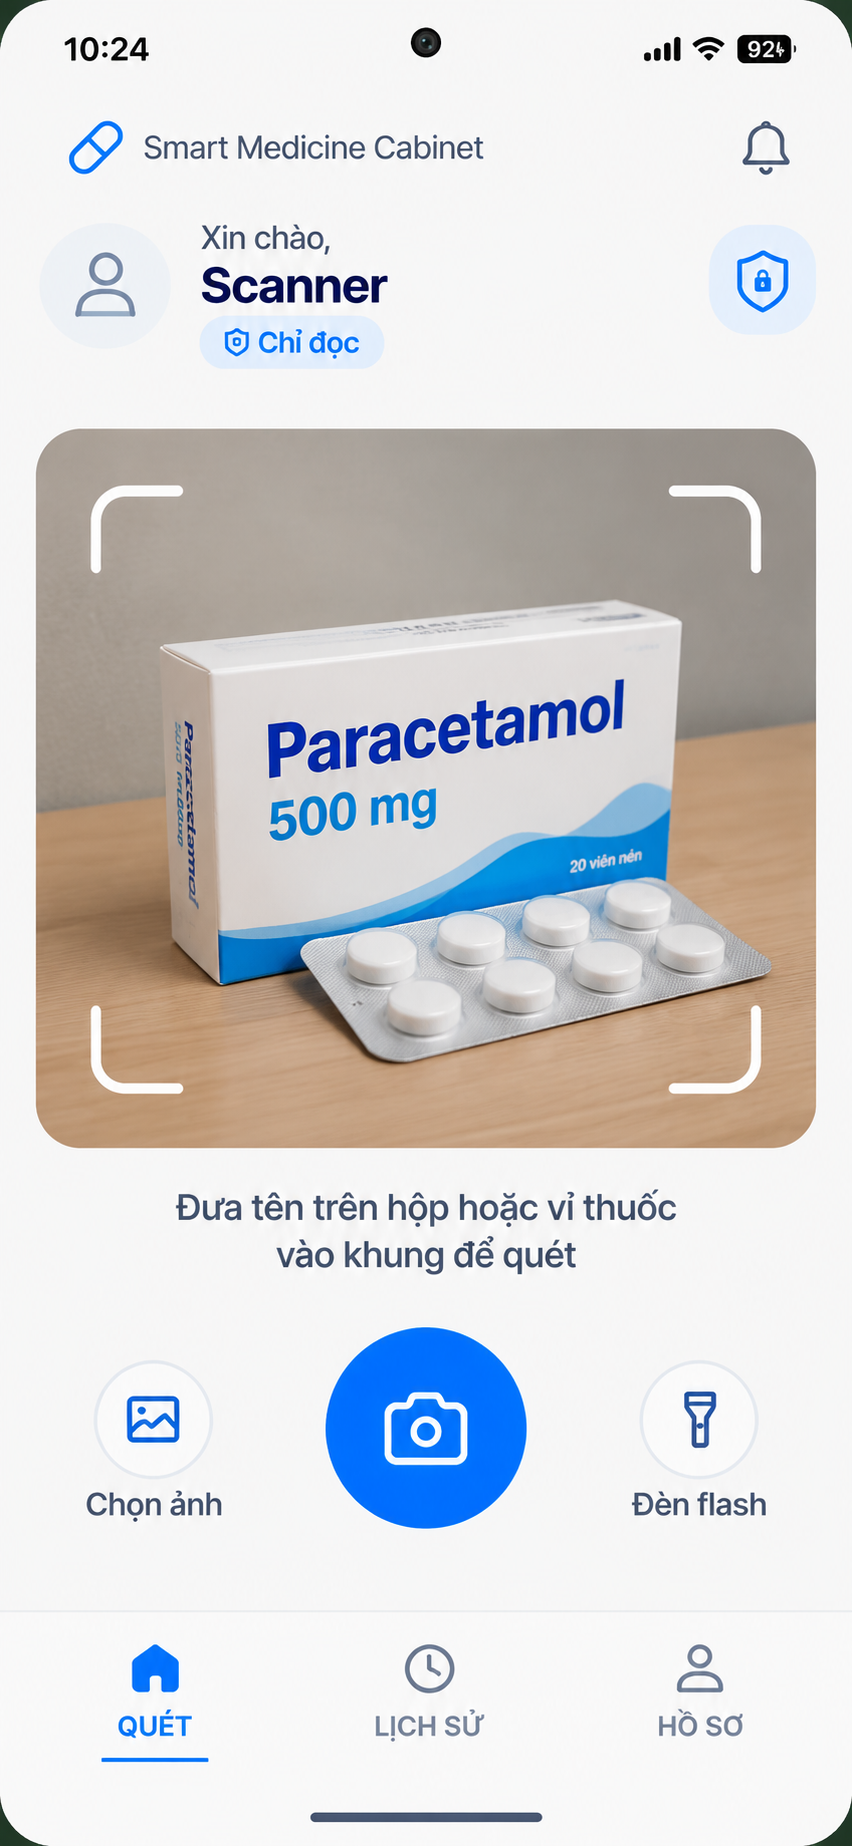 10:24
92
Smart Medicine Cabinet
Xin chào,
Scanner
Chỉ đọc
Paracetamol
500 mg
20 viên nén
Paracetamol
Đưa tên trên hộp hoặc vỉ thuốc
vào khung để quét
Chọn ảnh
Đèn flash
QUÉT
LỊCH SỬ
HỒ SƠ